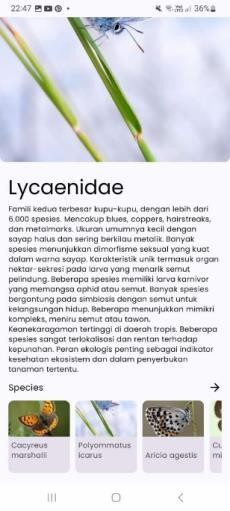 22:47
36%
Lycaenidae
Famili kedua terbesar kupu-kupu, dengan lebih dari
6.000 spesies. Mencakup blues, coppers, hairstreaks,
dan metalmarks. Ukuran umumnya kecil dengan
sayap halus dan sering berkilau metalik. Banyak
spesies menunjukkan dimorfisme seksual yang kuat
dalam warna sayap. Karakteristik unik termasuk organ
nektar-sekresi pada larva yang menarik semut
pelindung. Beberapa spesies memiliki larva karnivor
yang memangsa aphid atau semut. Banyak spesies
bergantung pada simbiosis dengan semut untuk
kelangsungan hidup. Beberapa menunjukkan mimikri
kompleks, meniru semut atau tawon.
Keanekaragaman tertinggi di daerah tropis. Beberapa
spesies sangat terlokalisasi dan rentan terhadap
kepunahan. Peran ekologis penting sebagai indikator
kesehatan ekosistem dan dalam penyerbukan
tanaman tertentu.
Species
Cacyreus
marshalli
Polyommatus
icarus
Aricia agestis
Cu
mi